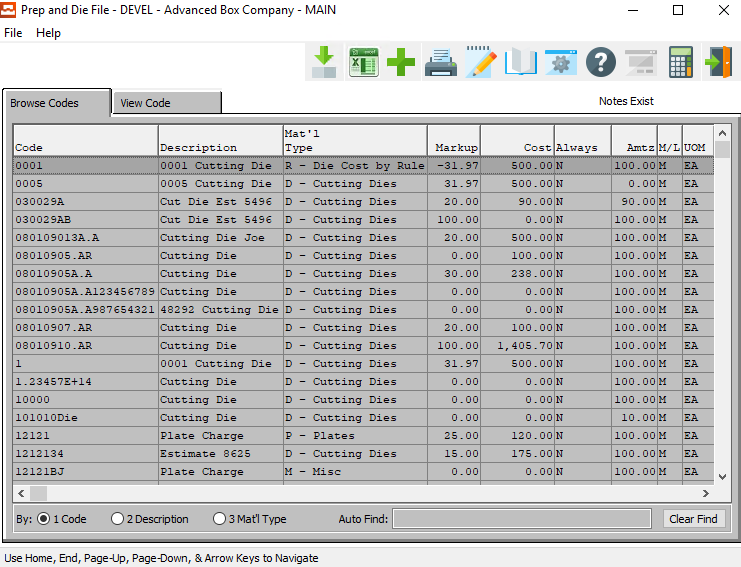 Prep and Die File - DEVEL - Advanced Box Company - MAIN
File Help
Browse Codes View Code Notes Exist
Mat'l
Code Description Type Markup Cost Always Amtz M/L UOM
0001 0001 Cutting Die R - Die Cost by Rule -31.97 500.00 N 100.00 M EA
0005 0005 Cutting Die D - Cutting Dies 31.97 500.00 N 0.00 M EA
030029A Cut Die Est 5496 D - Cutting Dies 20.00 90.00 N 90.00 M EA
030029AB Cut Die Est 5496 D - Cutting Dies 100.00 0.00 N 100.00 M EA
080109013A.A Cutting Die Joe D - Cutting Dies 20.00 500.00 N 100.00 M EA
08010905.AR Cutting Die D - Cutting Dies 0.00 100.00 N 100.00 M EA
08010905A.A Cutting Die D - Cutting Dies 30.00 238.00 N 100.00 M EA
08010905A.A123456789 Cutting Die D - Cutting Dies 0.00 0.00 N 100.00 M EA
08010905A.A987654321 48292 Cutting Die D - Cutting Dies 0.00 0.00 N 100.00 M EA
08010907.AR Cutting Die D - Cutting Dies 20.00 100.00 N 100.00 M EA
08010910.AR Cutting Die D - Cutting Dies 100.00 1,405.70 N 100.00 M EA
1 0001 Cutting Die D - Cutting Dies 31.97 500.00 N 100.00 M EA
1.23457E+14 Cutting Die D - Cutting Dies 0.00 0.00 N 100.00 M EA
10000 Cutting Die D - Cutting Dies 0.00 0.00 N 100.00 M EA
101010Die Cutting Die D - Cutting Dies 0.00 0.00 N 10.00 M EA
12121 Plate Charge P - Plates 25.00 120.00 N 100.00 M EA
1212134 Estimate 8625 D - Cutting Dies 15.00 175.00 N 100.00 M EA
12121BJ Plate Charge M - Misc 0.00 0.00 N 100.00 M EA
By: 1 Code 2 Description 3 Mat'l Type Auto Find: Clear Find
Use Home, End, Page-Up, Page-Down, & Arrow Keys to Navigate